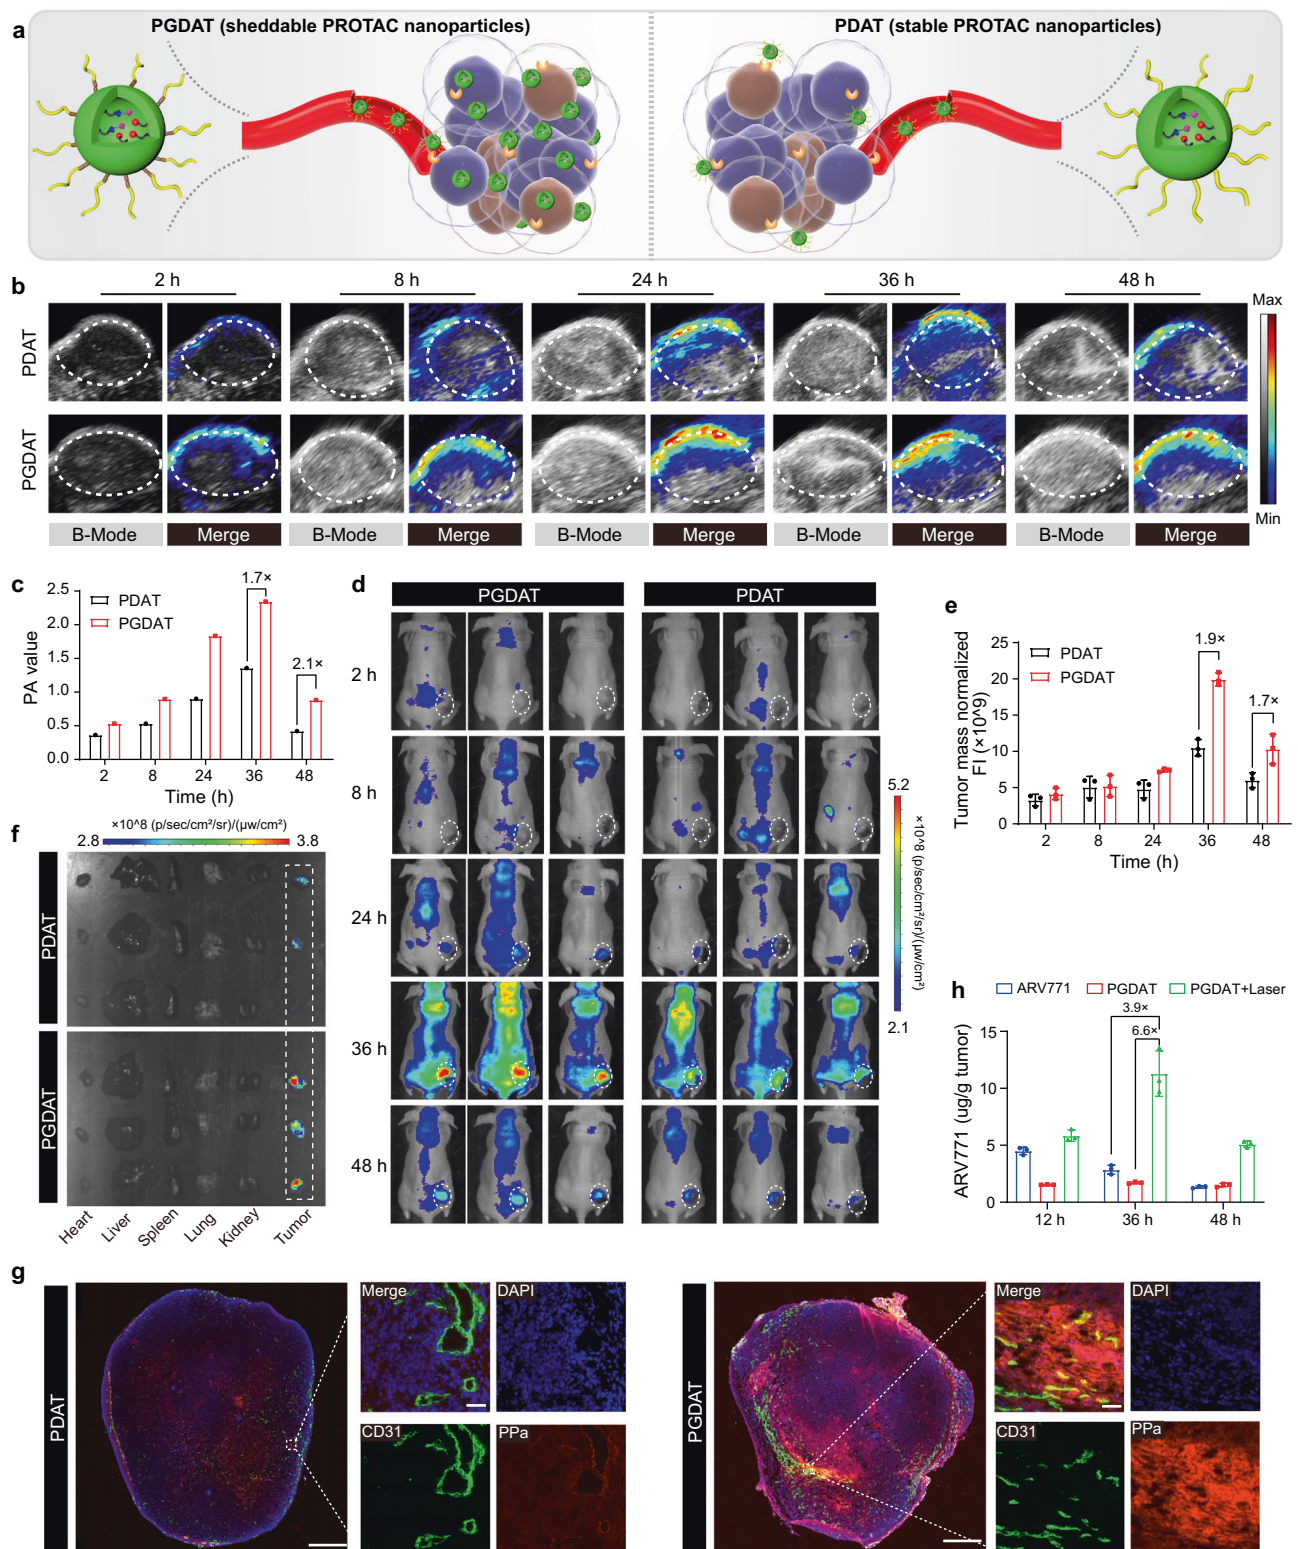 a
PGDAT (sheddable PROTAC nanoparticles)
PDAT (stable PROTAC nanoparticles)
b
2 h
8 h
24 h
36 h
48 h
PDAT
PGDAT
Max
Min
B-Mode
Merge
B-Mode
Merge
B-Mode
Merge
B-Mode
Merge
B-Mode
Merge
c
PDAT
PGDAT
1.7×
2.1×
PA value
2.5
2.0
1.5
1.0
0.5
0.0
2
8
24
36
48
Time (h)
d
PGDAT
PDAT
2 h
8 h
24 h
36 h
48 h
5.2
×10^8 (p/sec/cm²/sr)/(μw/cm²)
2.1
e
PDAT
PGDAT
1.9×
1.7×
Tumor mass normalized
FI (×10^9)
25
20
15
10
5
0
2
8
24
36
48
Time (h)
f
×10^8 (p/sec/cm²/sr)/(μw/cm²)
2.8
3.8
PDAT
PGDAT
Heart
Liver
Spleen
Lung
Kidney
Tumor
h
ARV771
PGDAT
PGDAT+Laser
3.9×
6.6×
ARV771 (ug/g tumor)
15
10
5
0
12 h
36 h
48 h
g
PDAT
Merge
DAPI
CD31
PPa
PGDAT
Merge
DAPI
CD31
PPa